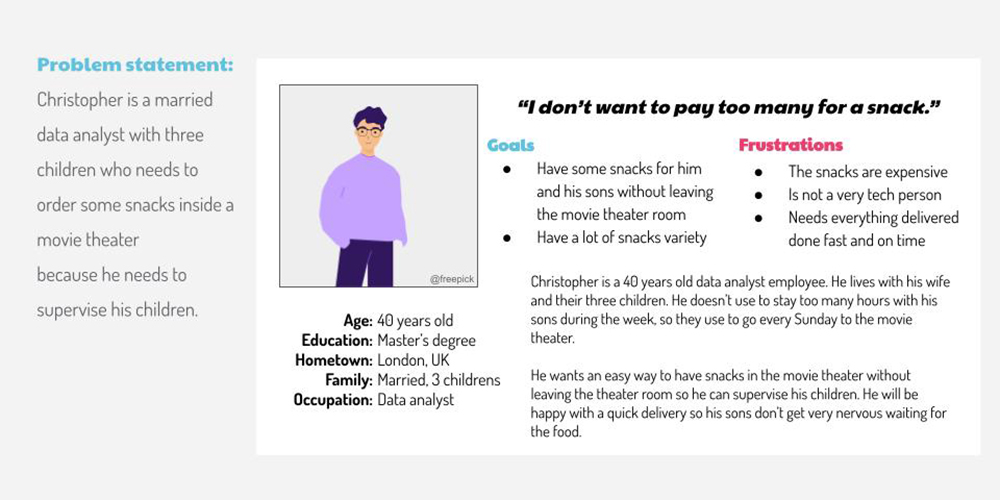 Problem statement:
Christopher is a married
data analyst with three
children who needs to
order some snacks inside a
movie theater
because he needs to
supervise his children.
@freepick
Age: 40 years old
Education: Master's degree
Hometown: London, UK
Family: Married, 3 childrens
Occupation: Data analyst
“I don't want to pay too many for a snack.”
Goals
● Have some snacks for him
and his sons without leaving
the movie theater room
● Have a lot of snacks variety
Frustrations
● The snacks are expensive
● Is not a very tech person
● Needs everything delivered
done fast and on time
Christopher is a 40 years old data analyst employee. He lives with his wife
and their three children. He doesn't use to stay too many hours with his
sons during the week, so they use to go every Sunday to the movie
theater.
He wants an easy way to have snacks in the movie theater without
leaving the theater room so he can supervise his children. He will be
happy with a quick delivery so his sons don't get very nervous waiting for
the food.